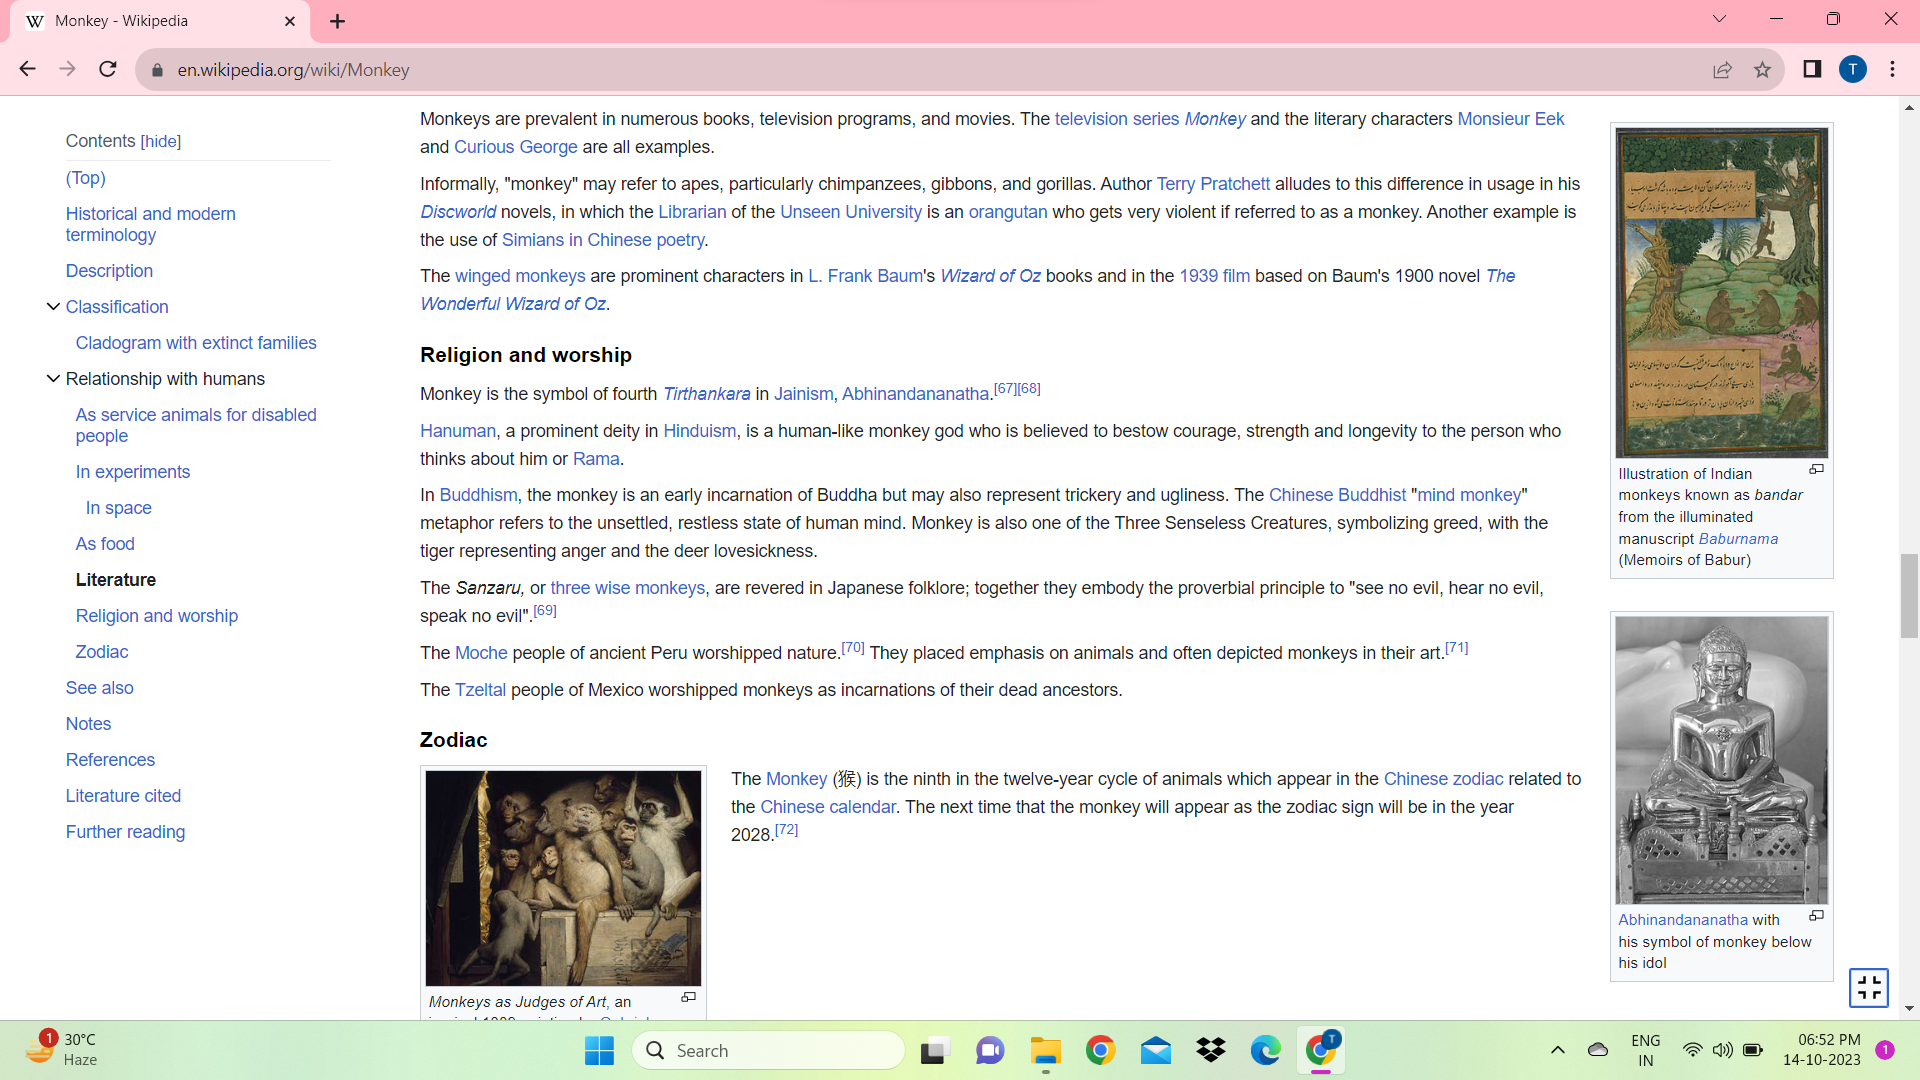 Monkey - Wikipedia
en.wikipedia.org/wiki/Monkey
T
Contents [hide]
(Top)
Historical and modern
terminology
Description
Classification
Cladogram with extinct families
Relationship with humans
As service animals for disabled
people
In experiments
In space
As food
Literature
Religion and worship
Zodiac
See also
Notes
References
Literature cited
Further reading
Monkeys are prevalent in numerous books, television programs, and movies. The television series Monkey and the literary characters Monsieur Eek
and Curious George are all examples.
Informally, "monkey" may refer to apes, particularly chimpanzees, gibbons, and gorillas. Author Terry Pratchett alludes to this difference in usage in his
Discworld novels, in which the Librarian of the Unseen University is an orangutan who gets very violent if referred to as a monkey. Another example is
the use of Simians in Chinese poetry.
The winged monkeys are prominent characters in L. Frank Baum's Wizard of Oz books and in the 1939 film based on Baum's 1900 novel The
Wonderful Wizard of Oz.
Religion and worship
Monkey is the symbol of fourth Tirthankara in Jainism, Abhinandananatha.[67][68]
Hanuman, a prominent deity in Hinduism, is a human-like monkey god who is believed to bestow courage, strength and longevity to the person who
thinks about him or Rama.
In Buddhism, the monkey is an early incarnation of Buddha but may also represent trickery and ugliness. The Chinese Buddhist "mind monkey"
metaphor refers to the unsettled, restless state of human mind. Monkey is also one of the Three Senseless Creatures, symbolizing greed, with the
tiger representing anger and the deer lovesickness.
The Sanzaru, or three wise monkeys, are revered in Japanese folklore; together they embody the proverbial principle to "see no evil, hear no evil,
speak no evil".[69]
The Moche people of ancient Peru worshipped nature.[70] They placed emphasis on animals and often depicted monkeys in their art.[71]
The Tzeltal people of Mexico worshipped monkeys as incarnations of their dead ancestors.
Zodiac
The Monkey (猴) is the ninth in the twelve-year cycle of animals which appear in the Chinese zodiac related to
the Chinese calendar. The next time that the monkey will appear as the zodiac sign will be in the year
2028.[72]
Monkeys as Judges of Art, an
Illustration of Indian
monkeys known as bandar
from the illuminated
manuscript Baburnama
(Memoirs of Babur)
Abhinandananatha with
his symbol of monkey below
his idol
1
30°C
Haze
Search
T
ENG
IN
06:52 PM
14-10-2023
1